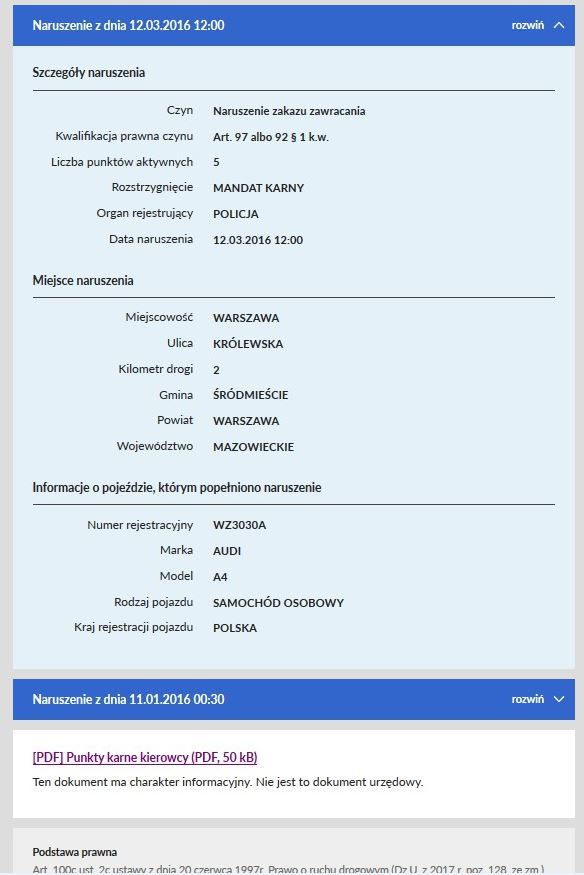 Naruszenie z dnia 12.03.2016 12:00 rozwiń
Szczegóły naruszenia
Czyn Naruszenie zakazu zawracania
Kwalifikacja prawna czynu Art. 97 albo 92 § 1 k.w.
Liczba punktów aktywnych 5
Rozstrzygnięcie MANDAT KARNY
Organ rejestrujący POLICJA
Data naruszenia 12.03.2016 12:00
Miejsce naruszenia
Miejscowość WARSZAWA
Ulica KRÓLEWSKA
Kilometr drogi 2
Gmina ŚRÓDMIEŚCIE
Powiat WARSZAWA
Województwo MAZOWIECKIE
Informacje o pojeździe, którym popełniono naruszenie
Numer rejestracyjny WZ3030A
Marka AUDI
Model A4
Rodzaj pojazdu SAMOCHÓD OSOBOWY
Kraj rejestracji pojazdu POLSKA
Naruszenie z dnia 11.01.2016 00:30 rozwiń
[PDF] Punkty karne kierowcy (PDF, 50 kB)
Ten dokument ma charakter informacyjny. Nie jest to dokument urzędowy.
Podstawa prawna
Art. 100c ust. 2c ustawy z dnia 20 czerwca 1997r. Prawo o ruchu drogowym (Dz.U. z 2017 r. poz. 128, ze zm.)